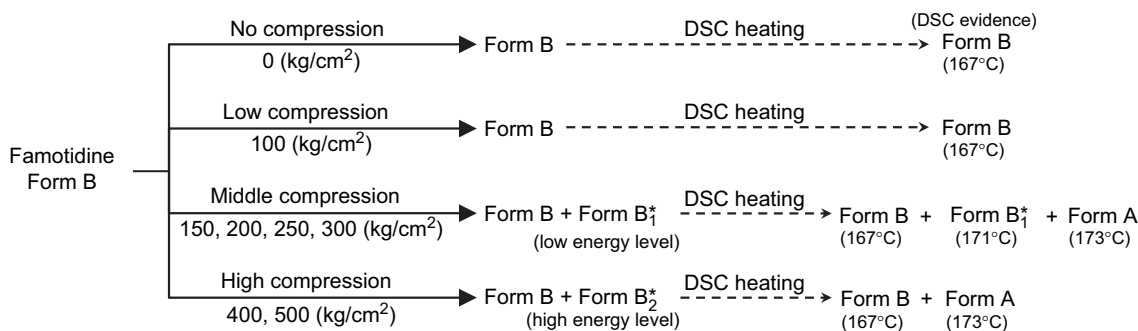 (DSC evidence)
No compression
0 (kg/cm²)
Form B
DSC heating
Form B
(167°C)
Low compression
100 (kg/cm²)
Form B
DSC heating
Form B
(167°C)
Famotidine
Form B
Middle compression
150, 200, 250, 300 (kg/cm²)
Form B + Form B₁*
(low energy level)
DSC heating
Form B + Form B₁* + Form A
(167°C) (171°C) (173°C)
High compression
400, 500 (kg/cm²)
Form B + Form B₂*
(high energy level)
DSC heating
Form B + Form A
(167°C) (173°C)